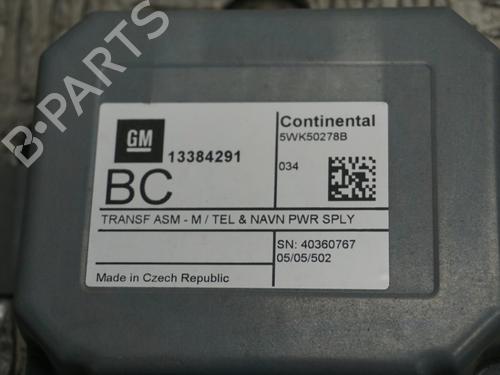 B-PARTS
GM
13384291
BC
Continental
5WK50278B
034
TRANSF ASM - M / TEL & NAVN PWR SPLY
SN: 40360767
05/05/502
Made in Czech Republic